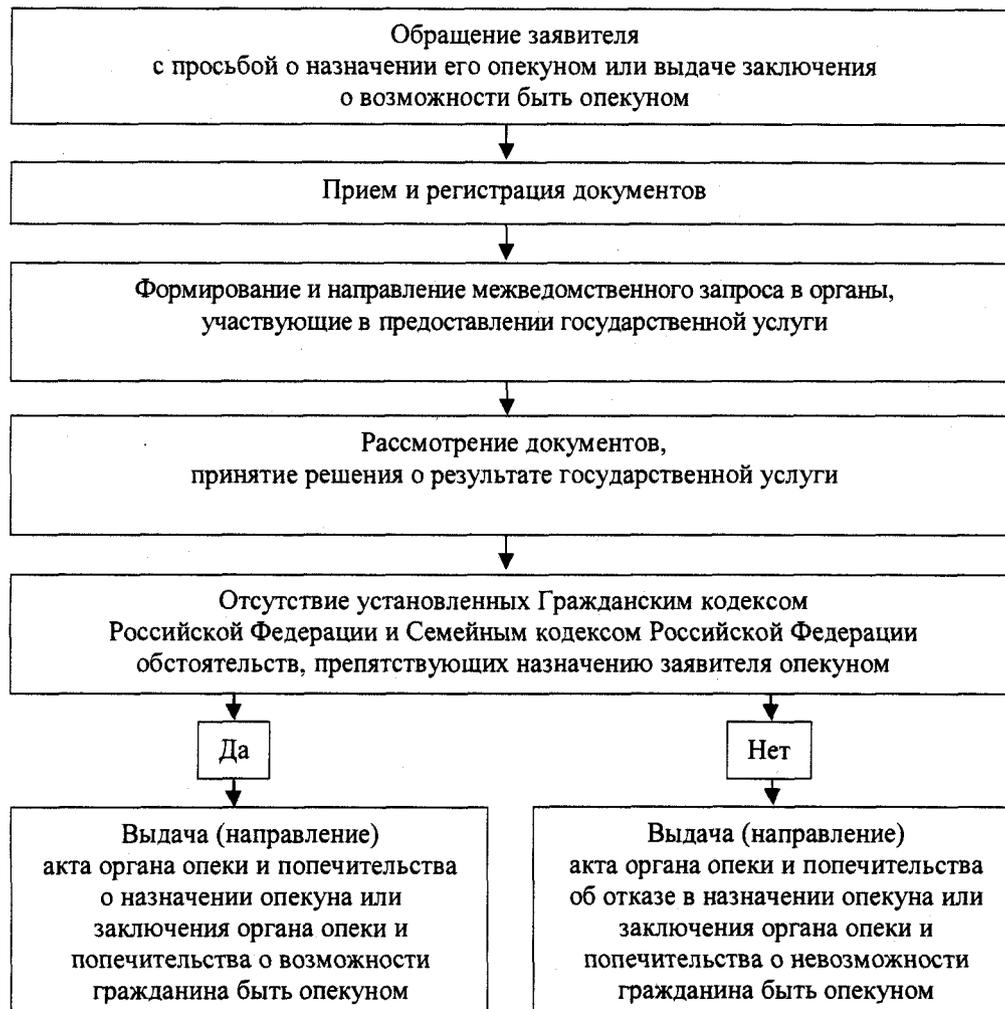 Обращение заявителя
с просьбой о назначении его опекуном или выдаче заключения
о возможности быть опекуном
Прием и регистрация документов
Формирование и направление межведомственного запроса в органы,
участвующие в предоставлении государственной услуги
Рассмотрение документов,
принятие решения о результате государственной услуги
Отсутствие установленных Гражданским кодексом
Российской Федерации и Семейным кодексом Российской Федерации
обстоятельств, препятствующих назначению заявителя опекуном
Да
Нет
Выдача (направление)
акта органа опеки и попечительства
о назначении опекуна или
заключения органа опеки и
попечительства о возможности
гражданина быть опекуном
Выдача (направление)
акта органа опеки и попечительства
об отказе в назначении опекуна или
заключения органа опеки и
попечительства о невозможности
гражданина быть опекуном